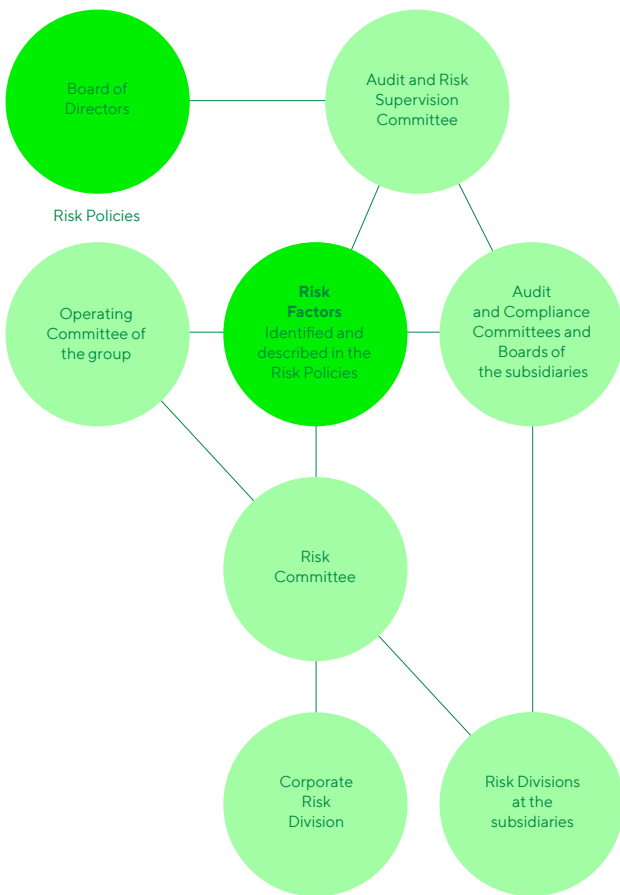 Board of
Directors
Audit and Risk
Supervision
Committee
Risk Policies
Operating
Committee of
the group
Risk
Factors
Identified and
described in the
Risk Policies
Audit
and Compliance
Committees and
Boards of
the subsidiaries
Risk
Committee
Corporate
Risk
Division
Risk Divisions
at the
subsidiaries